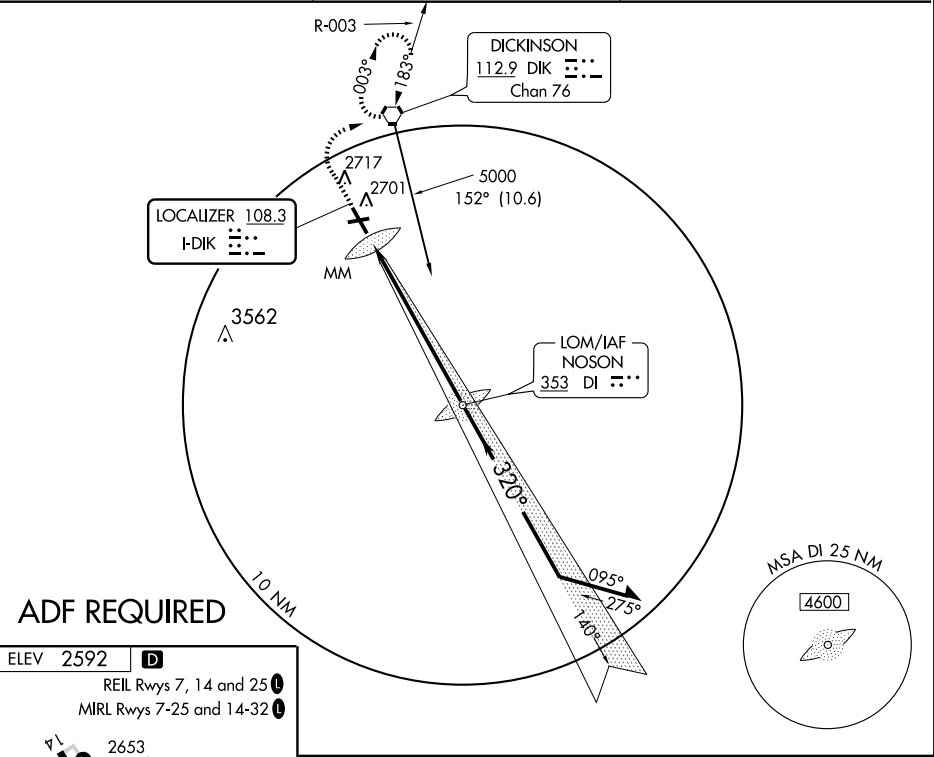 R-003
003°
183°
DICKINSON
112.9 DIK
Chan 76
2717
2701
5000
152° (10.6)
LOCALIZER 108.3
I-DIK
MM
3562
LOM/IAF
NOSON
353 DI
320°
095°
275°
140°
10 NM
MSA DI 25 NM
4600
ADF REQUIRED
ELEV 2592 D
REIL Rwys 7, 14 and 25 L
MIRL Rwys 7-25 and 14-32 L
14
2653